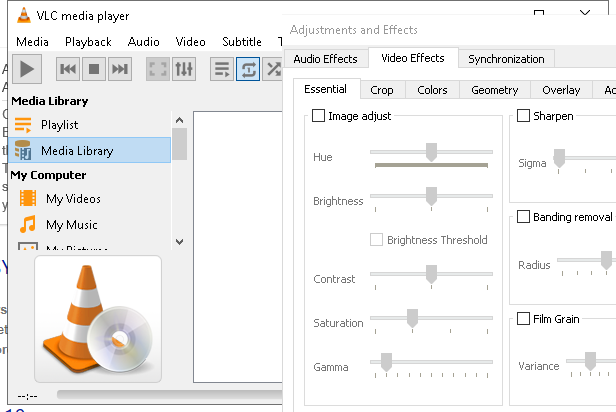 VLC media player
Media Playback Audio Video Subtitle T
Media Library
Playlist
Media Library
My Computer
My Videos
My Music
My Pictures
--:--
Adjustments and Effects
Audio Effects Video Effects Synchronization
Essential Crop Colors Geometry Overlay
Image adjust
Hue
Brightness
Brightness Threshold
Contrast
Saturation
Gamma
Sharpen
Sigma
Banding removal
Radius
Film Grain
Variance